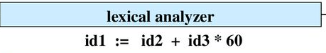 lexical analyzer
id1 := id2 + id3 * 60